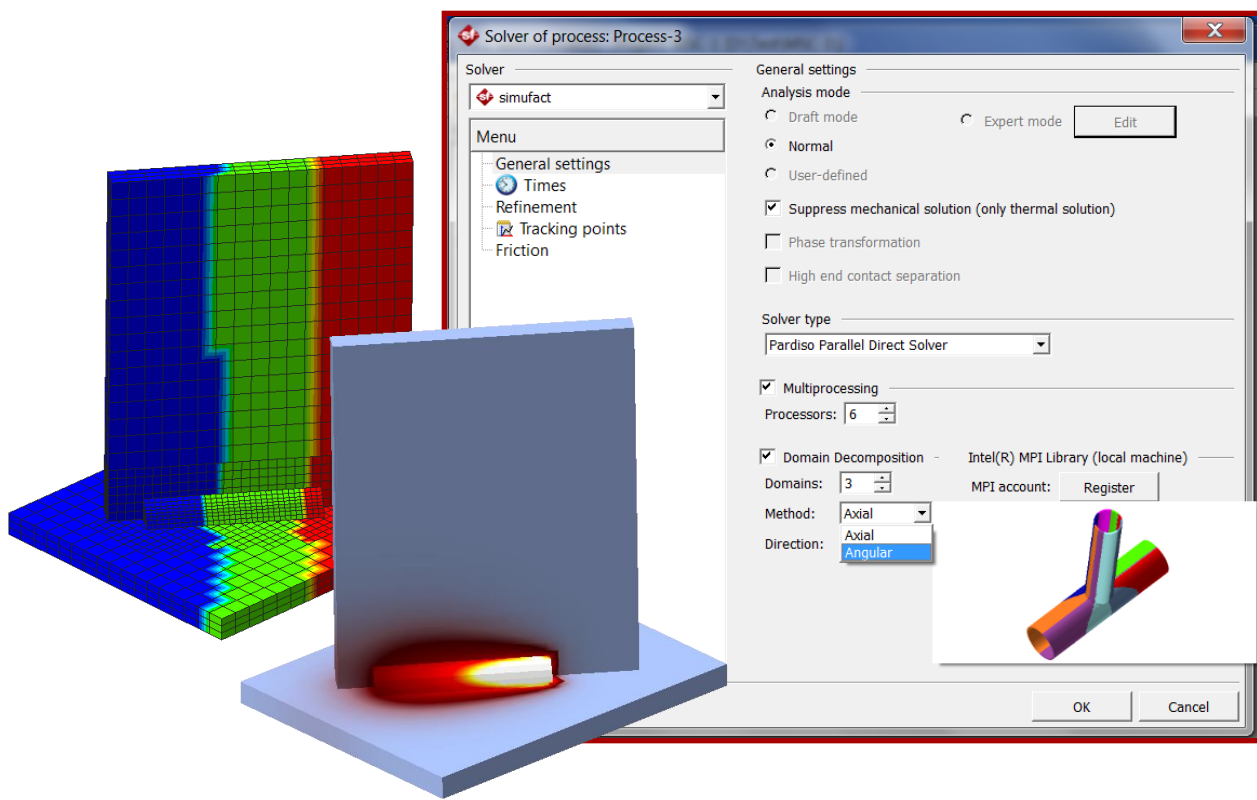 Solver of process: Process-3
Solver
simufact
Menu
General settings
Times
Refinement
Tracking points
Friction
General settings
Analysis mode
Draft mode
Expert mode
Edit
Normal
User-defined
Suppress mechanical solution (only thermal solution)
Phase transformation
High end contact separation
Solver type
Pardiso Parallel Direct Solver
Multiprocessing
Processors: 6
Domain Decomposition
Intel(R) MPI Library (local machine)
Domains: 3
MPI account: Register
Method: Axial
Axial
Direction:
Angular
OK
Cancel